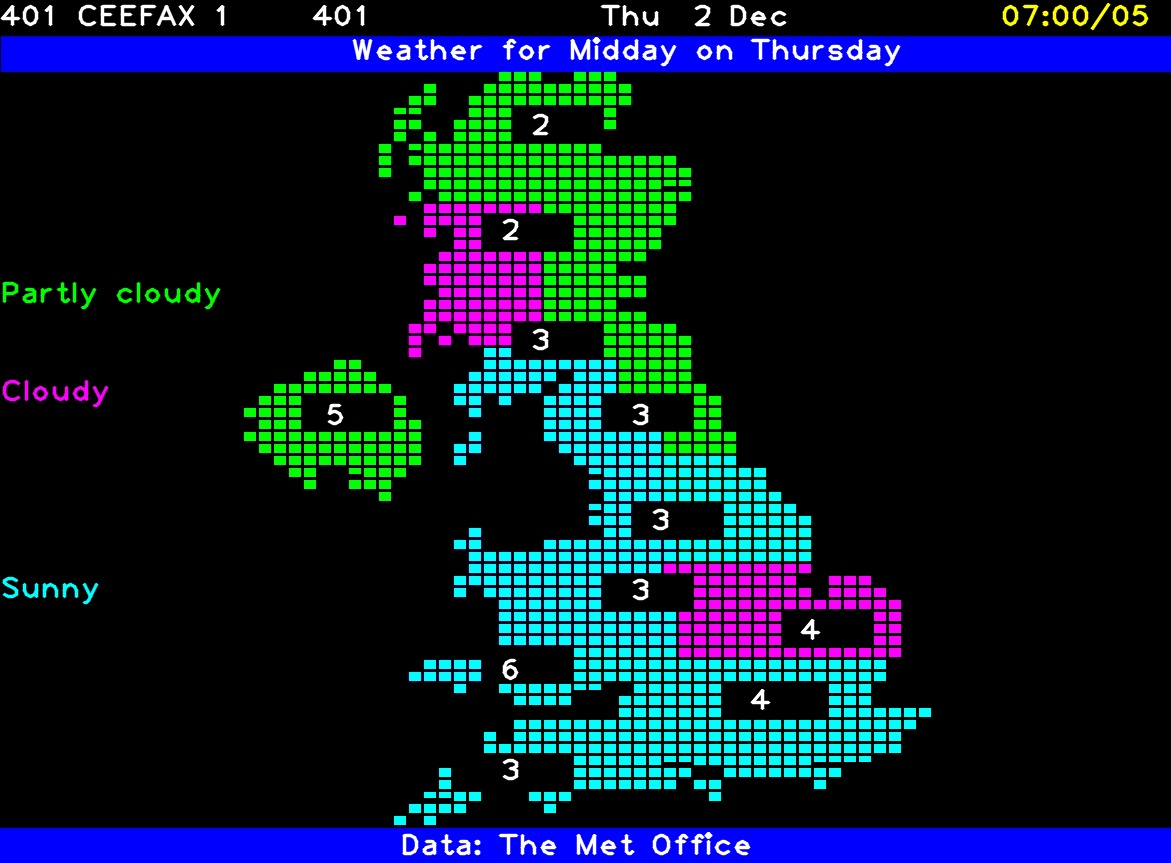 401 CEEFAX 1 401 Thu 2 Dec 07:00/05
Weather for Midday on Thursday
2
2
Partly cloudy
3
Cloudy
5 3
3
Sunny 3
4
6
4
3
Data: The Met Office